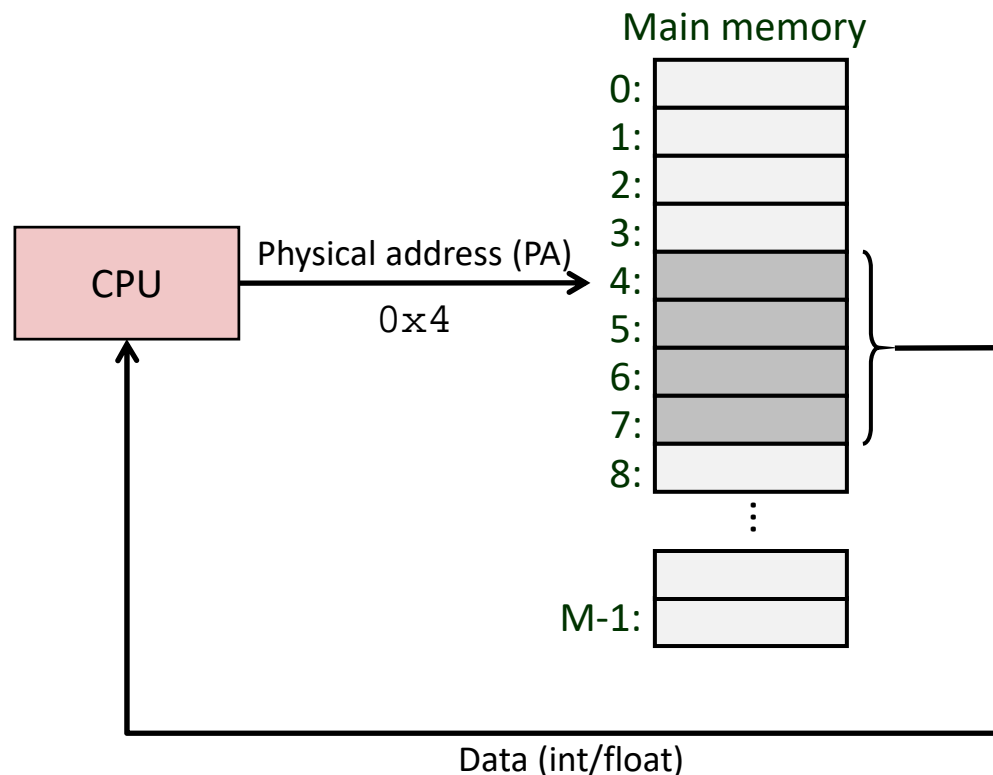 Main memory
0:
1:
2:
3:
CPU
Physical address (PA)
0x4
4:
5:
6:
7:
8:
...
M-1:
Data (int/float)